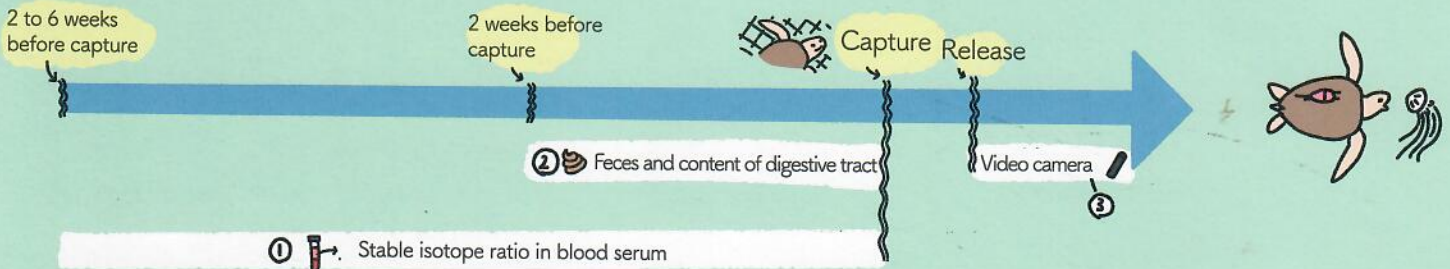 2 to 6 weeks
before capture
2 weeks before
capture
Capture
Release
② Feces and content of digestive tract
Video camera
③
① Stable isotope ratio in blood serum